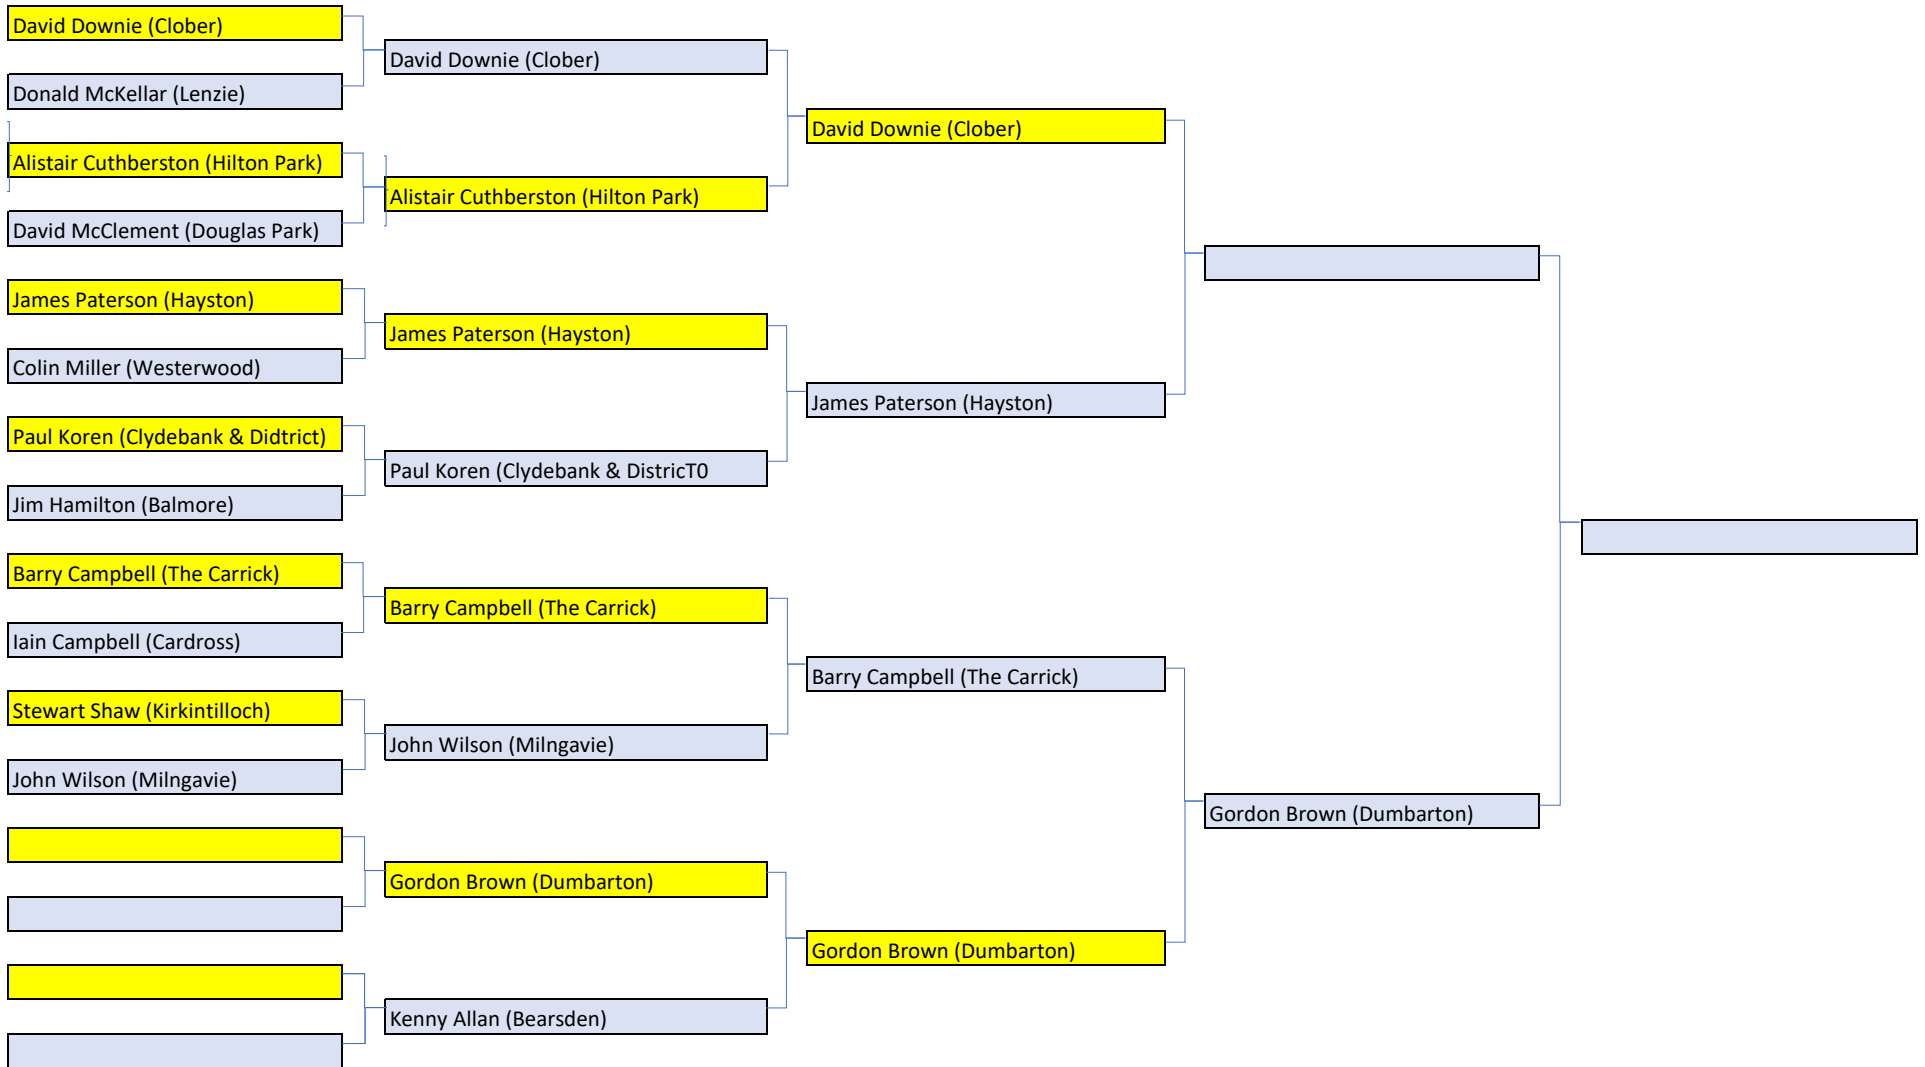 David Downie (Clober)
Donald McKellar (Lenzie)
Alistair Cuthberston (Hilton Park)
David McClement (Douglas Park)
James Paterson (Hayston)
Colin Miller (Westerwood)
Paul Koren (Clydebank & Didtrict)
Jim Hamilton (Balmore)
Barry Campbell (The Carrick)
Iain Campbell (Cardross)
Stewart Shaw (Kirkintilloch)
John Wilson (Milngavie)
David Downie (Clober)
Alistair Cuthberston (Hilton Park)
James Paterson (Hayston)
Paul Koren (Clydebank & DistricT0
Barry Campbell (The Carrick)
John Wilson (Milngavie)
Gordon Brown (Dumbarton)
Kenny Allan (Bearsden)
David Downie (Clober)
James Paterson (Hayston)
Barry Campbell (The Carrick)
Gordon Brown (Dumbarton)
Gordon Brown (Dumbarton)